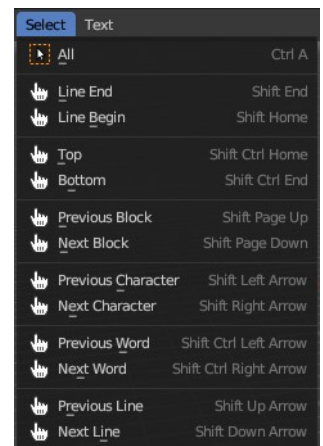 Select Text
All Ctrl A
Line End Shift End
Line Begin Shift Home
Top Shift Ctrl Home
Bottom Shift Ctrl End
Previous Block Shift Page Up
Next Block Shift Page Down
Previous Character Shift Left Arrow
Next Character Shift Right Arrow
Previous Word Shift Ctrl Left Arrow
Next Word Shift Ctrl Right Arrow
Previous Line Shift Up Arrow
Next Line Shift Down Arrow